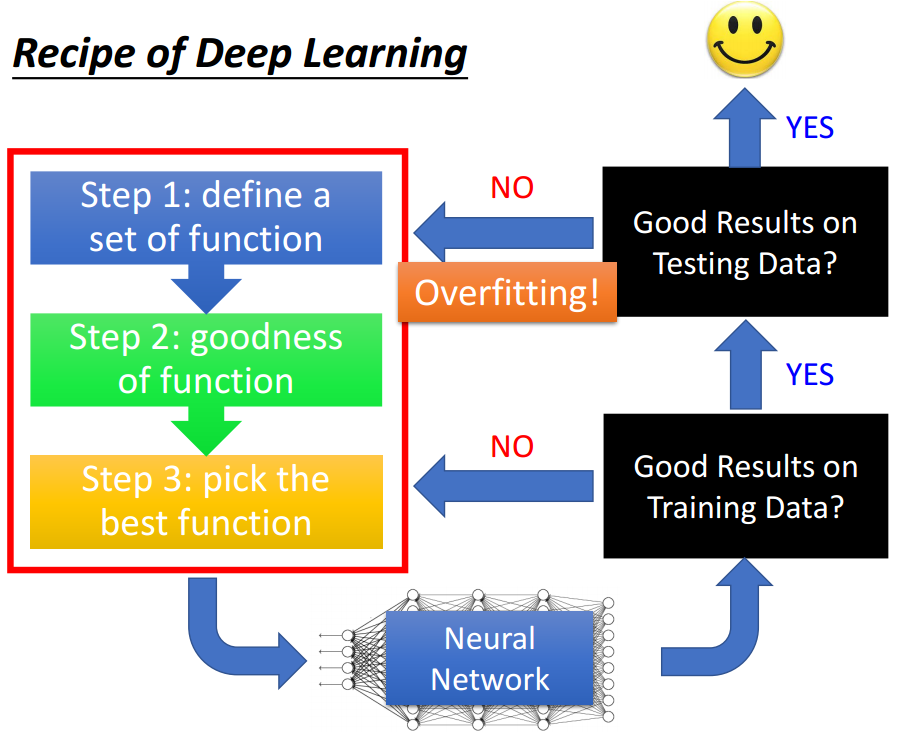 Recipe of Deep Learning
YES
Step 1: define a
set of function
NO
Good Results on
Testing Data?
Overfitting!
Step 2: goodness
of function
YES
Step 3: pick the
best function
NO
Good Results on
Training Data?
Neural
Network